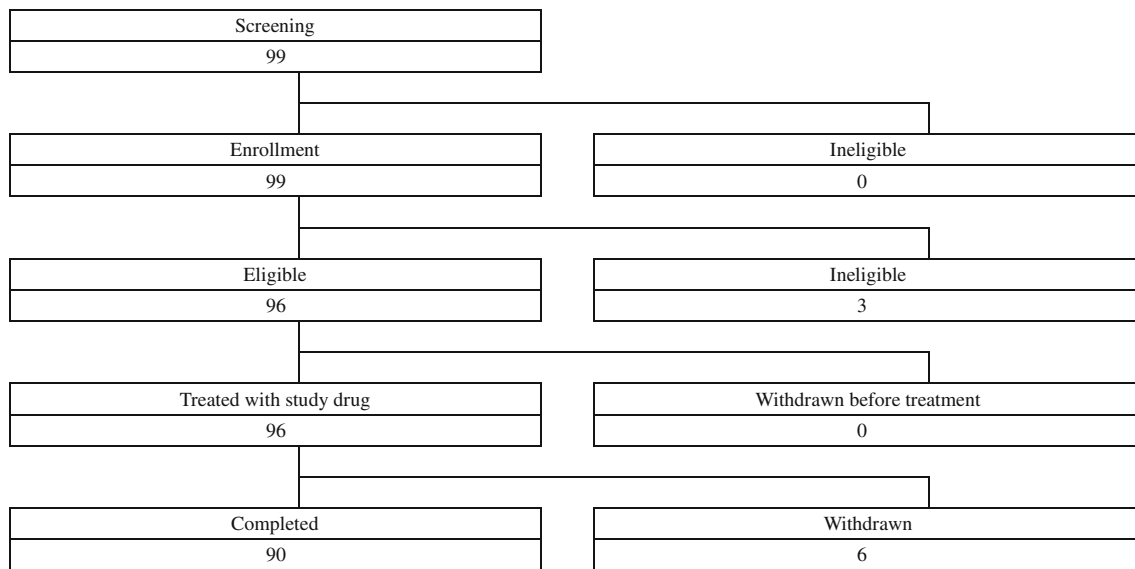 Screening
99
Enrollment
Ineligible
99
0
Eligible
Ineligible
96
3
Treated with study drug
Withdrawn before treatment
96
0
Completed
Withdrawn
90
6